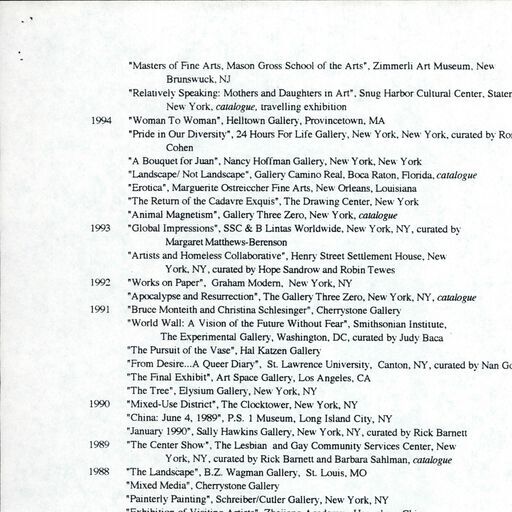 "Masters of Fine Arts, Mason Gross School of the Arts", Zimmerli Art Museum, New
Brunswuck, NJ
"Relatively Speaking: Mothers and Daughters in Art", Snug Harbor Cultural Center, Staten
New York, catalogue, travelling exhibition
1994 "Woman To Woman", Helltown Gallery, Provincetown, MA
"Pride in Our Diversity", 24 Hours For Life Gallery, New York, New York, curated by
Cohen
"A Bouquet for Juan", Nancy Hoffman Gallery, New York, New York
"Landscape/ Not Landscape", Gallery Camino Real, Boca Raton, Florida, catalogue
"Erotica", Marguerite Ostreiccher Fine Arts, New Orleans, Louisiana
"The Return of the Cadavre Exquis", The Drawing Center, New York
"Animal Magnetism", Gallery Three Zero, New York, catalogue
1993 "Global Impressions", SSC & B Lintas Worldwide, New York, NY, curated by
Margaret Matthews-Berenson
"Artists and Homeless Collaborative", Henry Street Settlement House, New
York, NY, curated by Hope Sandrow and Robin Tewes
1992 "Works on Paper", Graham Modern, New York, NY
"Apocalypse and Resurrection", The Gallery Three Zero, New York, NY, catalogue
1991 "Bruce Monteith and Christina Schlesinger", Cherrystone Gallery
"World Wall: A Vision of the Future Without Fear", Smithsonian Institute,
The Experimental Gallery, Washington, DC, curated by Judy Baca
"The Pursuit of the Vase", Hal Katzen Gallery
"From Desire...A Queer Diary", St. Lawrence University, Canton, NY, curated by Nan
"The Final Exhibit", Art Space Gallery, Los Angeles, CA
"The Tree", Elysium Gallery, New York, NY
1990 "Mixed-Use District", The Clocktower, New York, NY
"China: June 4, 1989", P.S. 1 Museum, Long Island City, NY
"January 1990", Sally Hawkins Gallery, New York, NY, curated by Rick Barnett
1989 "The Center Show", The Lesbian and Gay Community Services Center, New
York, NY, curated by Rick Barnett and Barbara Sahlman, catalogue
1988 "The Landscape", B.Z. Wagman Gallery, St. Louis, MO
"Mixed Media", Cherrystone Gallery
"Painterly Painting", Schreiber/Cutler Gallery, New York, NY